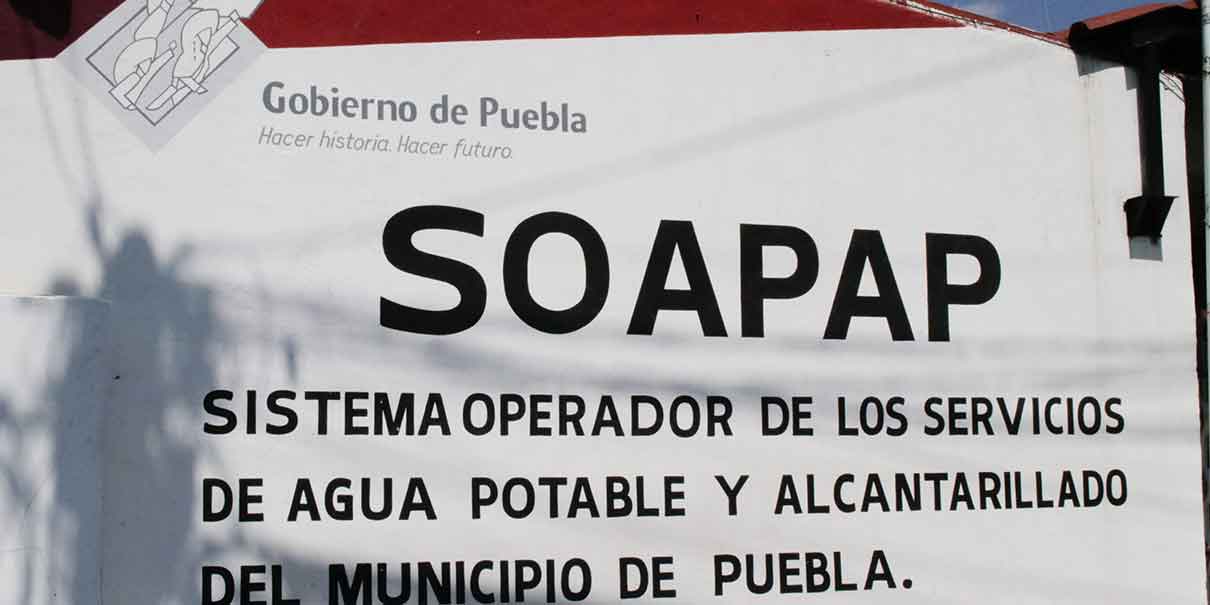 Gobierno de Puebla
Hacer historia. Hacer futuro.
SOAPAP
SISTEMA OPERADOR DE LOS SERVICIOS
DE AGUA POTABLE Y ALCANTARILLADO
DEL MUNICIPIO DE PUEBLA.